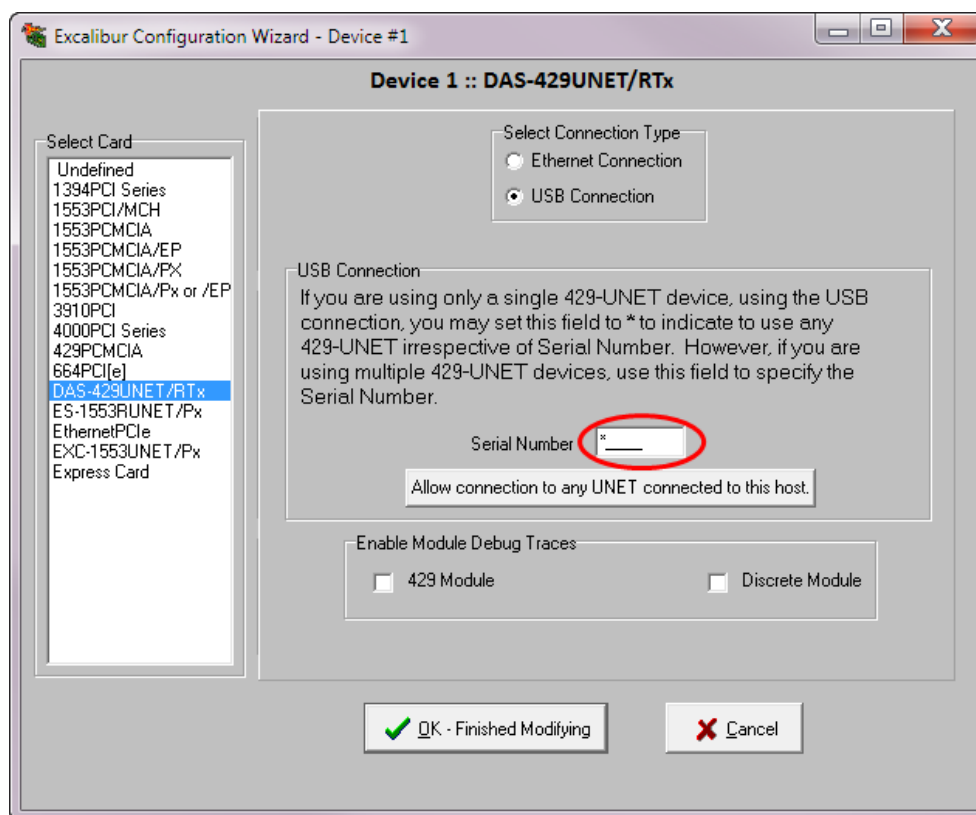 Excalibur Configuration Wizard - Device #1
Device 1 :: DAS-429UNET/RTx
Select Card
Undefined
1394PCI Series
1553PCI/MCH
1553PCMCIA
1553PCMCIA/EP
1553PCMCIA/PX
1553PCMCIA/Px or /EP
3910PCI
4000PCI Series
429PCMCIA
664PCI[e]
DAS-429UNET/RTx
ES-1553RUNET/Px
EthernetPCIe
EXC-1553UNET/Px
Express Card
Select Connection Type
Ethernet Connection
USB Connection
USB Connection
If you are using only a single 429-UNET device, using the USB
connection, you may set this field to * to indicate to use any
429-UNET irrespective of Serial Number. However, if you are
using multiple 429-UNET devices, use this field to specify the
Serial Number.
Serial Number *____
Allow connection to any UNET connected to this host.
Enable Module Debug Traces
429 Module Discrete Module
OK - Finished Modifying Cancel